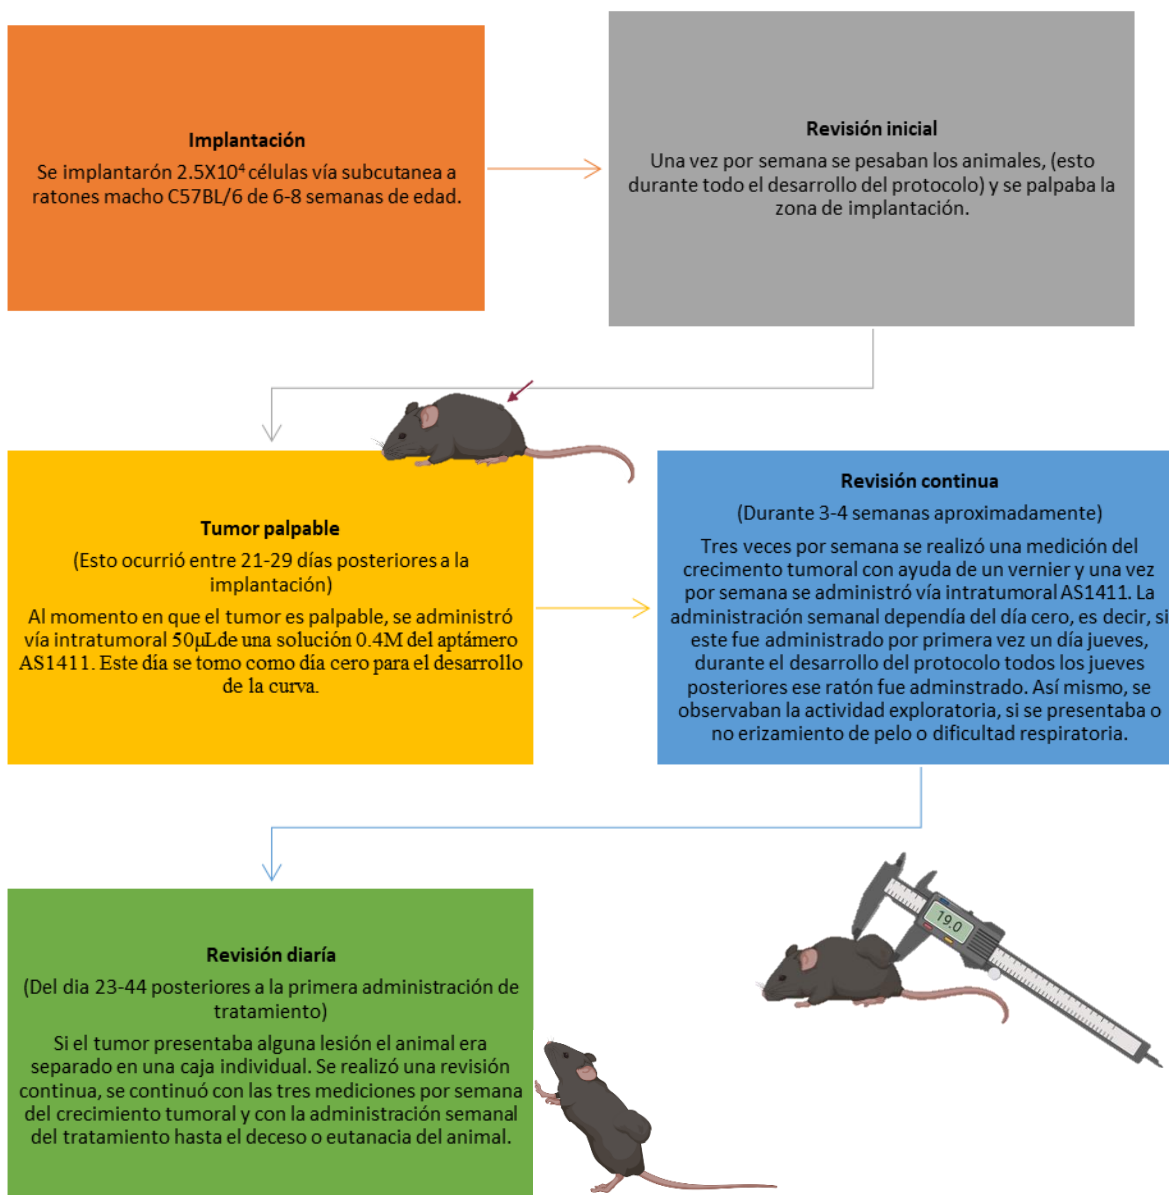 Implantación
Se implantarón 2.5X10⁴ células vía subcutanea a
ratones macho C57BL/6 de 6-8 semanas de edad.
Revisión inicial
Una vez por semana se pesaban los animales, (esto
durante todo el desarrollo del protocolo) y se palpaba la
zona de implantación.
Tumor palpable
(Esto ocurrió entre 21-29 días posteriores a la
implantación)
Al momento en que el tumor es palpable, se administró
vía intratumoral 50µLde una solución 0.4M del aptámero
AS1411. Este día se tomo como día cero para el desarrollo
de la curva.
Revisión continua
(Durante 3-4 semanas aproximadamente)
Tres veces por semana se realizó una medición del
crecimento tumoral con ayuda de un vernier y una vez
por semana se administró vía intratumoral AS1411. La
administración semanal dependía del día cero, es decir, si
este fue administrado por primera vez un día jueves,
durante el desarrollo del protocolo todos los jueves
posteriores ese ratón fue adminstrado. Así mismo, se
observaban la actividad exploratoria, si se presentaba o
no erizamiento de pelo o dificultad respiratoria.
19.0
Revisión diaría
(Del dia 23-44 posteriores a la primera administración de
tratamiento)
Si el tumor presentaba alguna lesión el animal era
separado en una caja individual. Se realizó una revisión
continua, se continuó con las tres mediciones por semana
del crecimiento tumoral y con la administración semanal
del tratamiento hasta el deceso o eutanacia del animal.